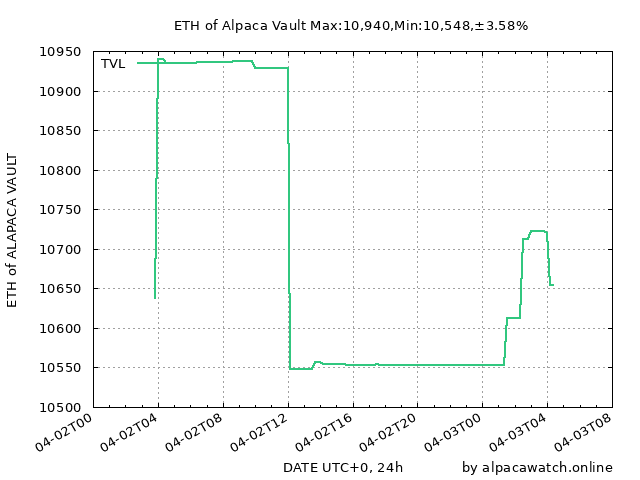 ETH of Alpaca Vault Max:10,940,Min:10,548,±3.58%
ETH of ALAPACA VAULT
TVL
10950
10900
10850
10800
10750
10700
10650
10600
10550
10500
04-02T00
04-02T04
04-02T08
04-02T12
04-02T16
04-02T20
04-03T00
04-03T04
04-03T08
DATE UTC+0, 24h
by alpacawatch.online